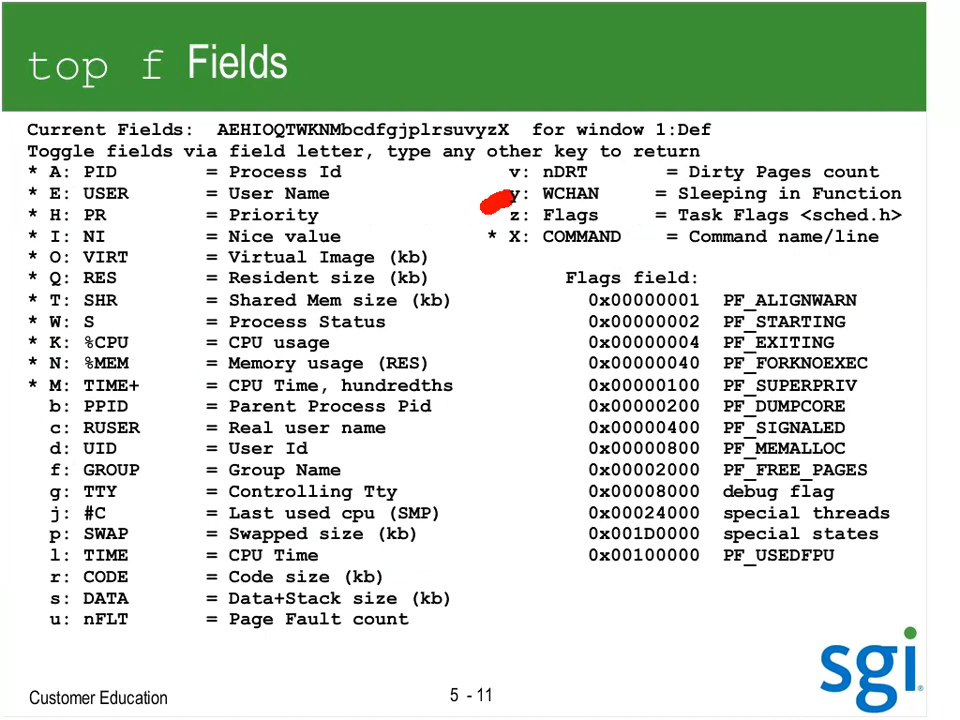 top f Fields
Current Fields: AEHIOQTWKNMbcdfgjplrsuvyzX for window 1:Def
Toggle fields via field letter, type any other key to return
* A: PID = Process Id
* E: USER = User Name
* H: PR = Priority
* I: NI = Nice value
* O: VIRT = Virtual Image (kb)
* Q: RES = Resident size (kb)
* T: SHR = Shared Mem size (kb)
* W: S = Process Status
* K: %CPU = CPU usage
* N: %MEM = Memory usage (RES)
* M: TIME+ = CPU Time, hundredths
b: PPID = Parent Process Pid
c: RUSER = Real user name
d: UID = User Id
f: GROUP = Group Name
g: TTY = Controlling Tty
j: #C = Last used cpu (SMP)
p: SWAP = Swapped size (kb)
l: TIME = CPU Time
r: CODE = Code size (kb)
s: DATA = Data+Stack size (kb)
u: nFLT = Page Fault count
v: nDRT = Dirty Pages count
y: WCHAN = Sleeping in Function
z: Flags = Task Flags <sched.h>
* X: COMMAND = Command name/line
Flags field:
0x00000001 PF_ALIGNWARN
0x00000002 PF_STARTING
0x00000004 PF_EXITING
0x00000040 PF_FORKNOEXEC
0x00000100 PF_SUPERPRIV
0x00000200 PF_DUMPCORE
0x00000400 PF_SIGNALED
0x00000800 PF_MEMALLOC
0x00002000 PF_FREE_PAGES
0x00008000 debug flag
0x00024000 special threads
0x001D0000 special states
0x00100000 PF_USEDFPU
Customer Education
5 - 11
sgi®